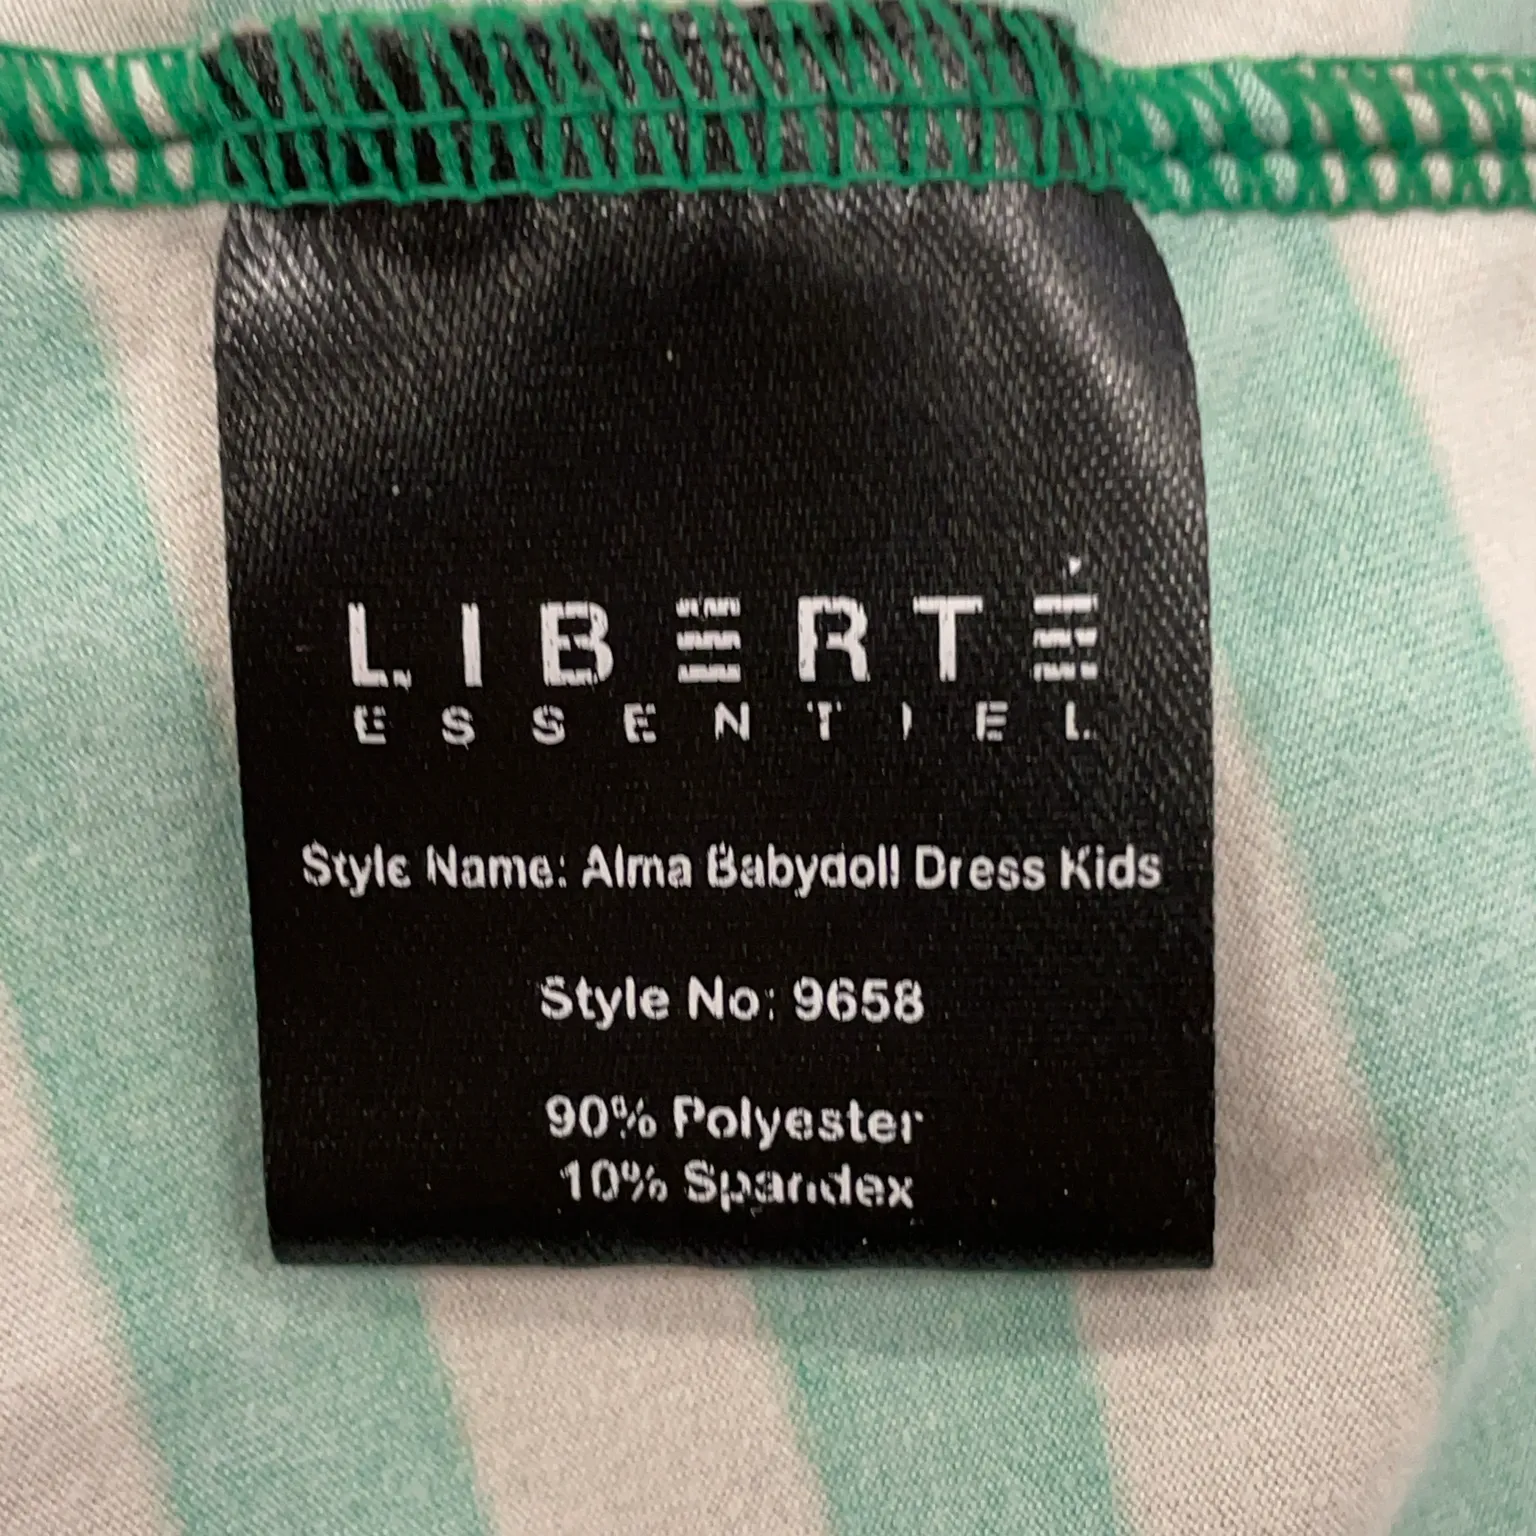 LIBERTÉ
ESSENTIEL
Style Name: Alma Babydoll Dress Kids
Style No: 9658
90% Polyester
10% Spandex